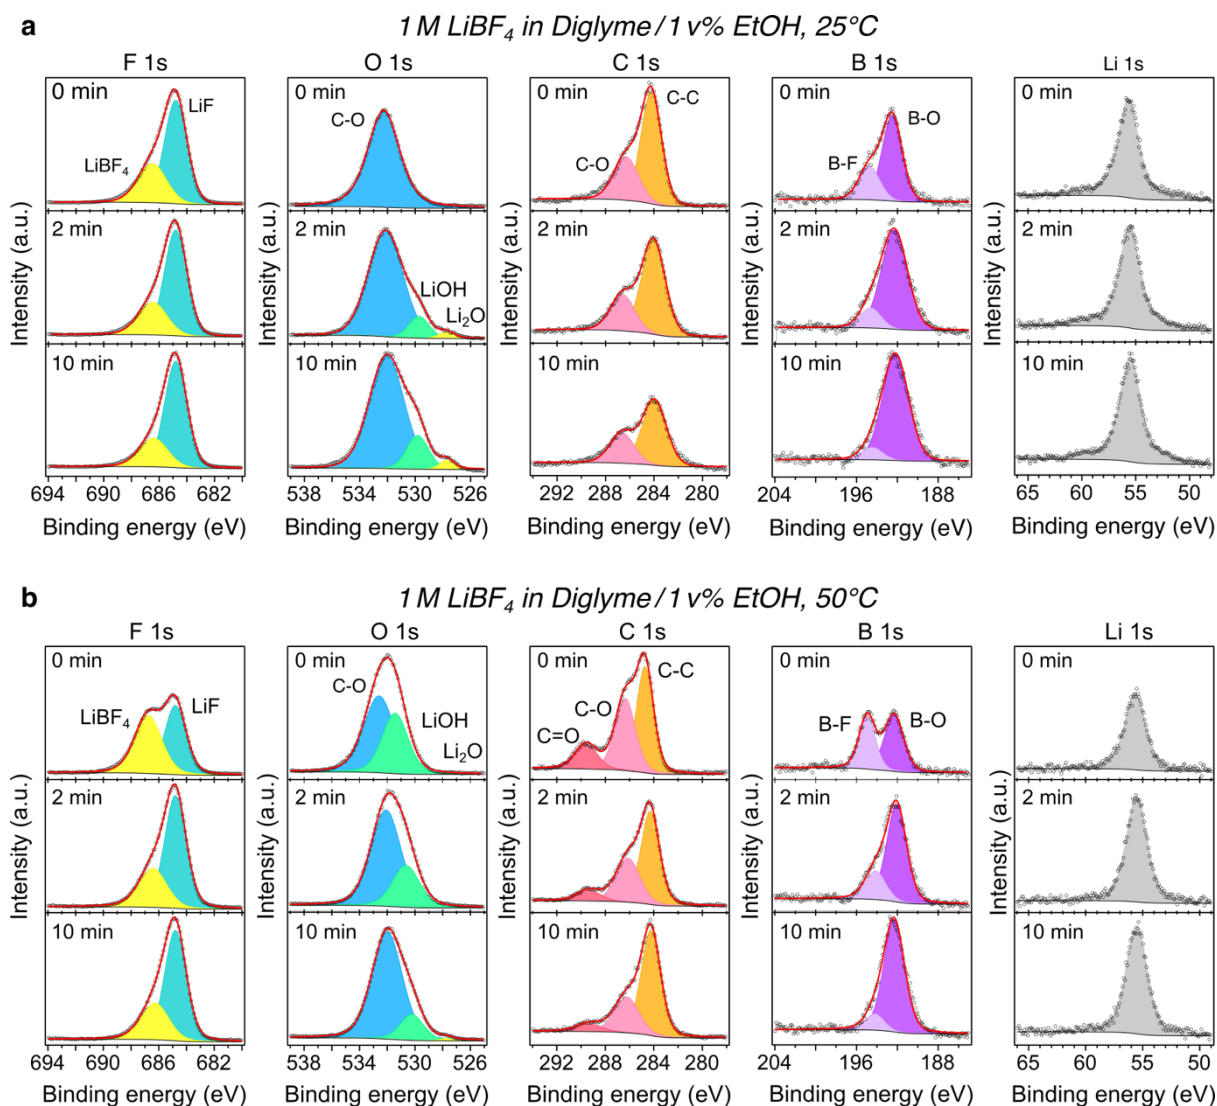 a
1 M LiBF4 in Diglyme / 1 v% EtOH, 25°C
F 1s
O 1s
C 1s
B 1s
Li 1s
Intensity (a.u.)
0 min
LiF
LiBF4
2 min
10 min
694 690 686 682
Binding energy (eV)
Intensity (a.u.)
0 min
C-O
2 min
LiOH
Li2O
10 min
538 534 530 526
Binding energy (eV)
Intensity (a.u.)
0 min
C-C
C-O
2 min
10 min
292 288 284 280
Binding energy (eV)
Intensity (a.u.)
0 min
B-O
B-F
2 min
10 min
204 196 188
Binding energy (eV)
Intensity (a.u.)
0 min
2 min
10 min
65 60 55 50
Binding energy (eV)
b
1 M LiBF4 in Diglyme / 1 v% EtOH, 50°C
F 1s
O 1s
C 1s
B 1s
Li 1s
Intensity (a.u.)
0 min
LiBF4
LiF
2 min
10 min
694 690 686 682
Binding energy (eV)
Intensity (a.u.)
0 min
C-O
LiOH
Li2O
2 min
10 min
538 534 530 526
Binding energy (eV)
Intensity (a.u.)
0 min
C-C
C-O
C=O
2 min
10 min
292 288 284 280
Binding energy (eV)
Intensity (a.u.)
0 min
B-F
B-O
2 min
10 min
204 196 188
Binding energy (eV)
Intensity (a.u.)
0 min
2 min
10 min
65 60 55 50
Binding energy (eV)